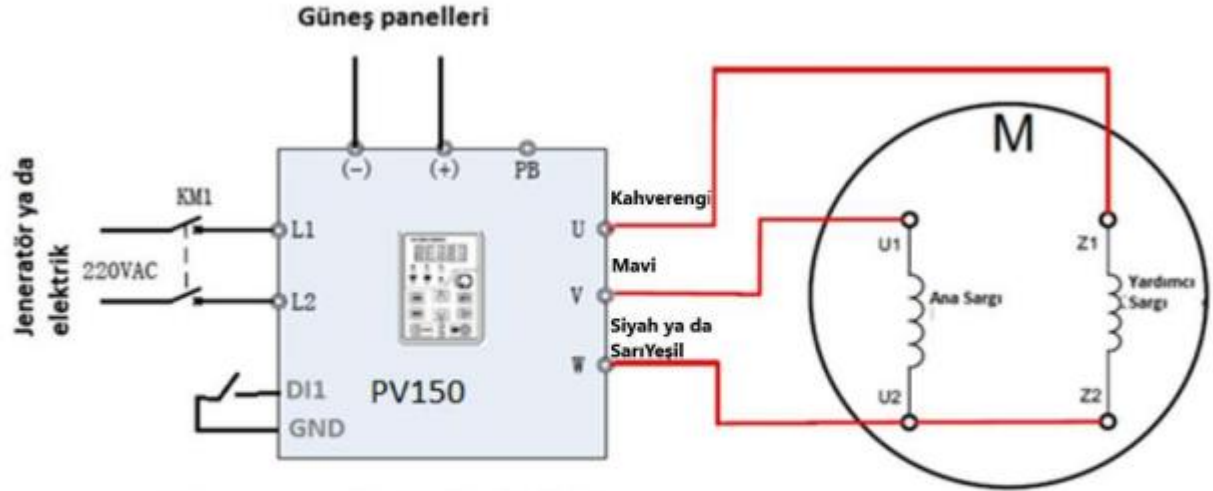 Güneş panelleri
Jeneratör ya da
elektrik
KM1
220VAC
(-)
(+)
PB
L1
L2
DI1
GND
PV150
U
V
W
Kahverengi
Mavi
Siyah ya da
SarıYeşil
M
U1
Z1
Ana Sargı
Yardımcı
Sargı
U2
Z2